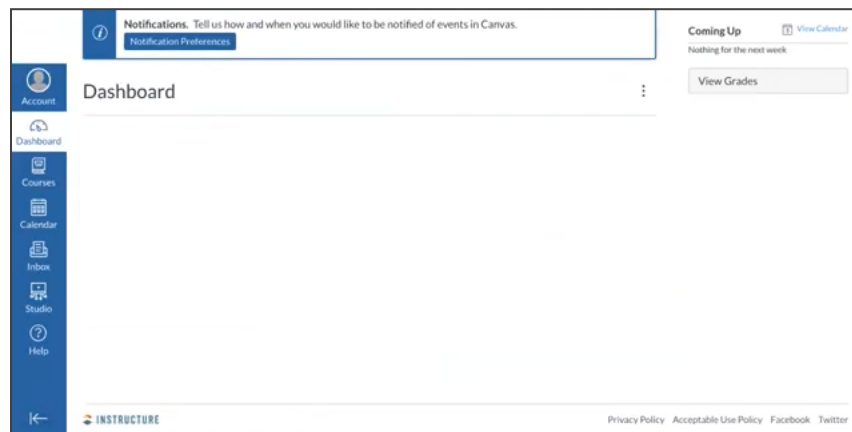 Notifications. Tell us how and when you would like to be notified of events in Canvas.
Notification Preferences
Coming Up
View Calendar
Nothing for the next week
View Grades
Dashboard
Account
Dashboard
Courses
Calendar
Inbox
Studio
Help
INSTRUCTURE
Privacy Policy Acceptable Use Policy Facebook Twitter